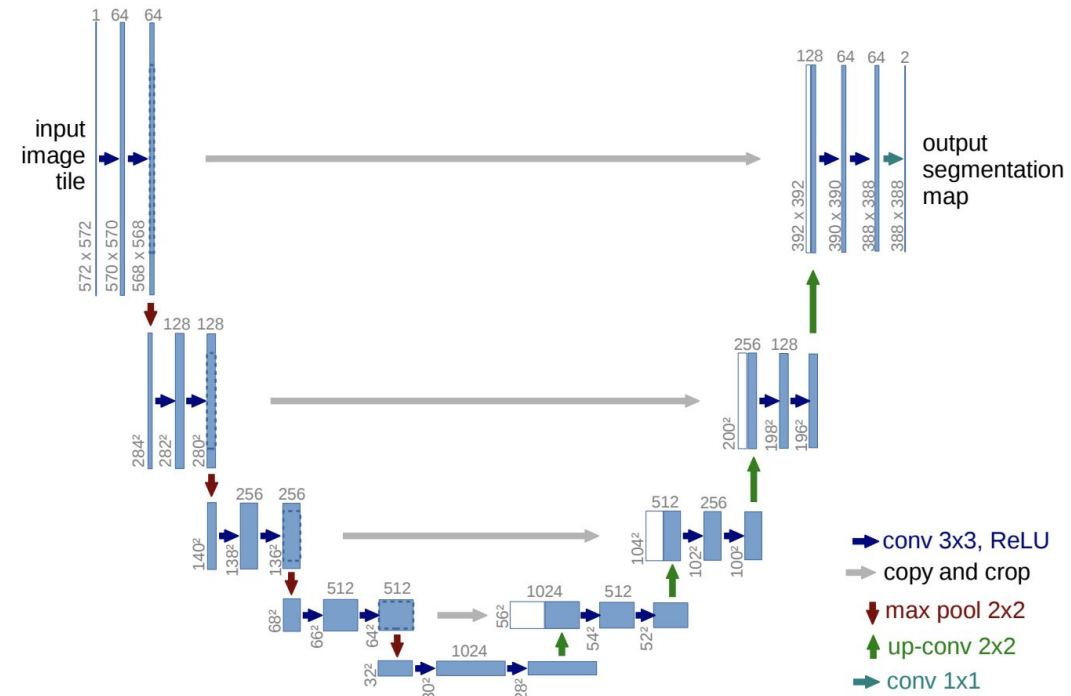 1 64 64
128 64 64 2
input
image
tile
output
segmentation
map
572 x 572
570 x 570
568 x 568
392 x 392
390 x 390
388 x 388
388 x 388
128 128
256 128
284²
282²
280²
200²
198²
196²
256 256
512 256
140²
138²
136²
104²
102²
100²
512 512
1024 512
68²
66²
64²
56²
54²
52²
1024
32²
conv 3x3, ReLU
copy and crop
max pool 2x2
up-conv 2x2
conv 1x1